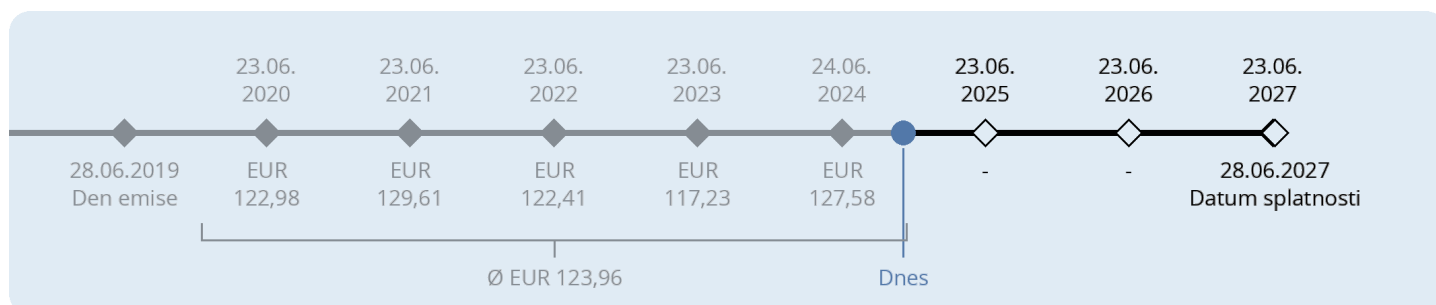 23.06.
2020
23.06.
2021
23.06.
2022
23.06.
2023
24.06.
2024
23.06.
2025
23.06.
2026
23.06.
2027
28.06.2019
Den emise
EUR
122,98
EUR
129,61
EUR
122,41
EUR
117,23
EUR
127,58
-
-
28.06.2027
Datum splatnosti
Ø EUR 123,96
Dnes